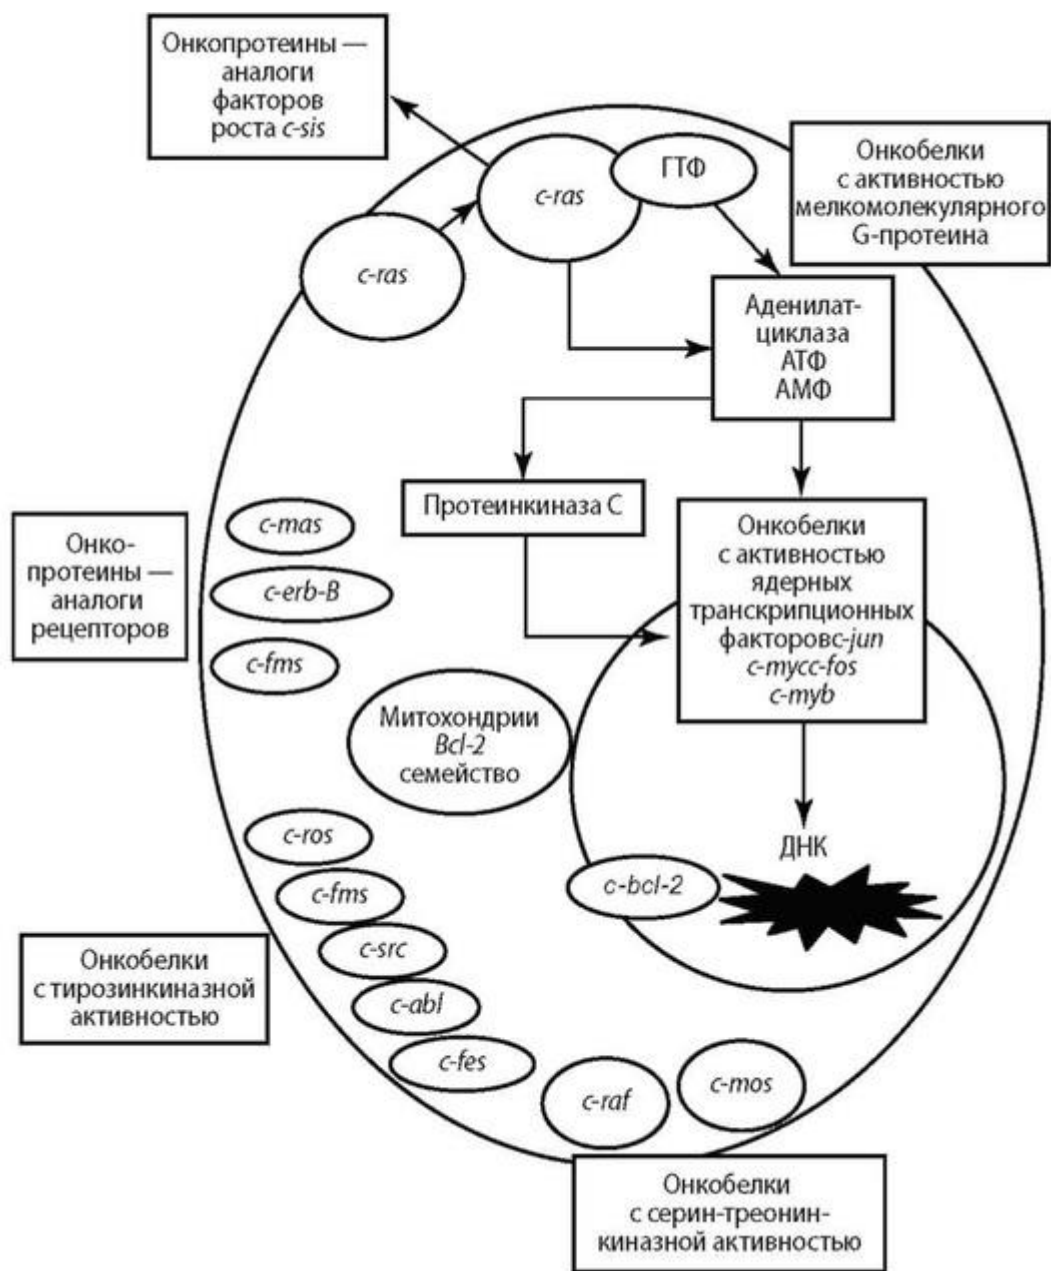 Онкопротеины —
аналоги
факторов
роста c-sis
c-ras
ГТФ
Онкобелки
с активностью
мелкомолекулярного
G-протеина
c-ras
Аденилат-
циклаза
АТФ
АМФ
Протеинкиназа С
Онкобелки
с активностью
ядерных
транскрипционных
факторовc-jun
c-mycc-fos
c-myb
Онко-
протеины —
аналоги
рецепторов
c-mas
c-erb-B
c-fms
Митохондрии
Bcl-2
семейство
ДНК
c-bcl-2
c-ros
c-fms
c-src
c-abl
c-fes
Онкобелки
с тирозинкиназной
активностью
c-raf
c-mos
Онкобелки
с серин-треонин-
киназной активностью